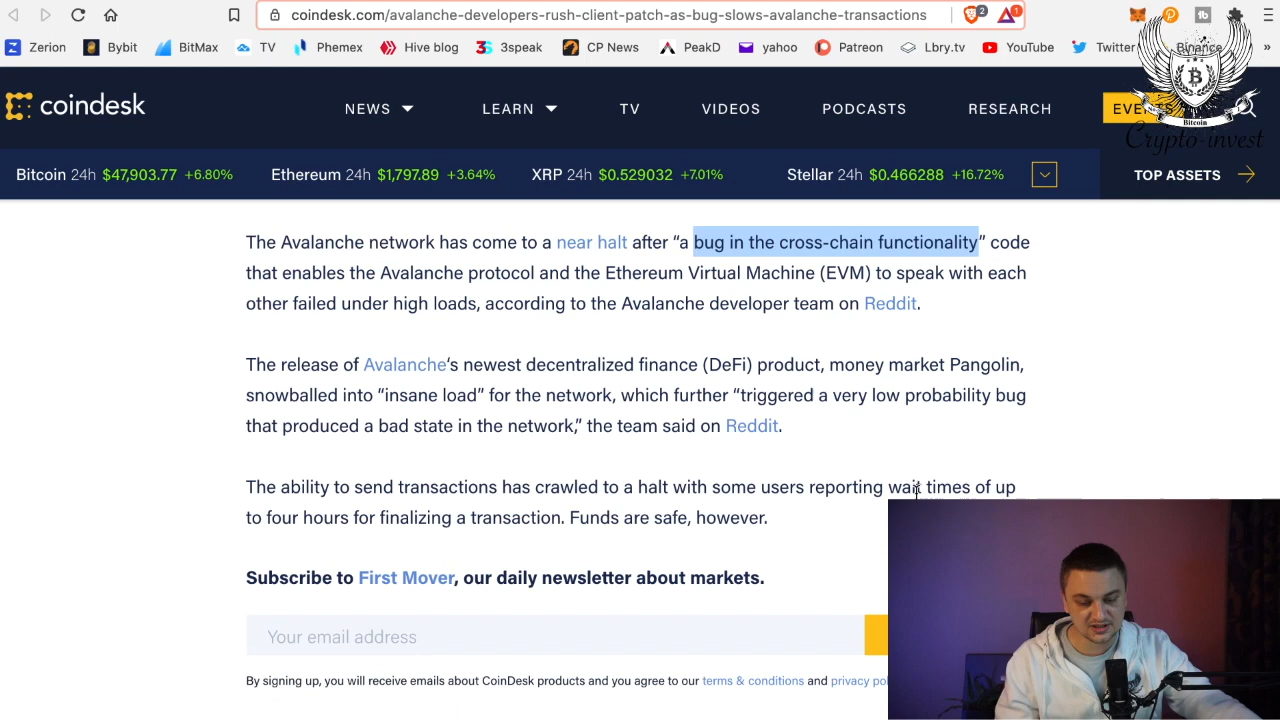 coindesk.com/avalanche-developers-rush-client-patch-as-bug-slows-avalanche-transactions
2
1
Zerion
Bybit
BitMax
TV
Phemex
Hive blog
3speak
CP News
PeakD
yahoo
Patreon
Lbry.tv
YouTube
Twitter
Binance
»
coindesk
NEWS
LEARN
TV
VIDEOS
PODCASTS
RESEARCH
Bitcoin
Crypto-invest
Bitcoin 24h $47,903.77 +6.80%
Ethereum 24h $1,797.89 +3.64%
XRP 24h $0.529032 +7.01%
Stellar 24h $0.466288 +16.72%
TOP ASSETS
The Avalanche network has come to a near halt after “a bug in the cross-chain functionality” code
that enables the Avalanche protocol and the Ethereum Virtual Machine (EVM) to speak with each
other failed under high loads, according to the Avalanche developer team on Reddit.
The release of Avalanche‘s newest decentralized finance (DeFi) product, money market Pangolin,
snowballed into “insane load” for the network, which further “triggered a very low probability bug
that produced a bad state in the network,” the team said on Reddit.
The ability to send transactions has crawled to a halt with some users reporting wait times of up
to four hours for finalizing a transaction. Funds are safe, however.
Subscribe to First Mover, our daily newsletter about markets.
Your email address
By signing up, you will receive emails about CoinDesk products and you agree to our terms & conditions and privacy pol